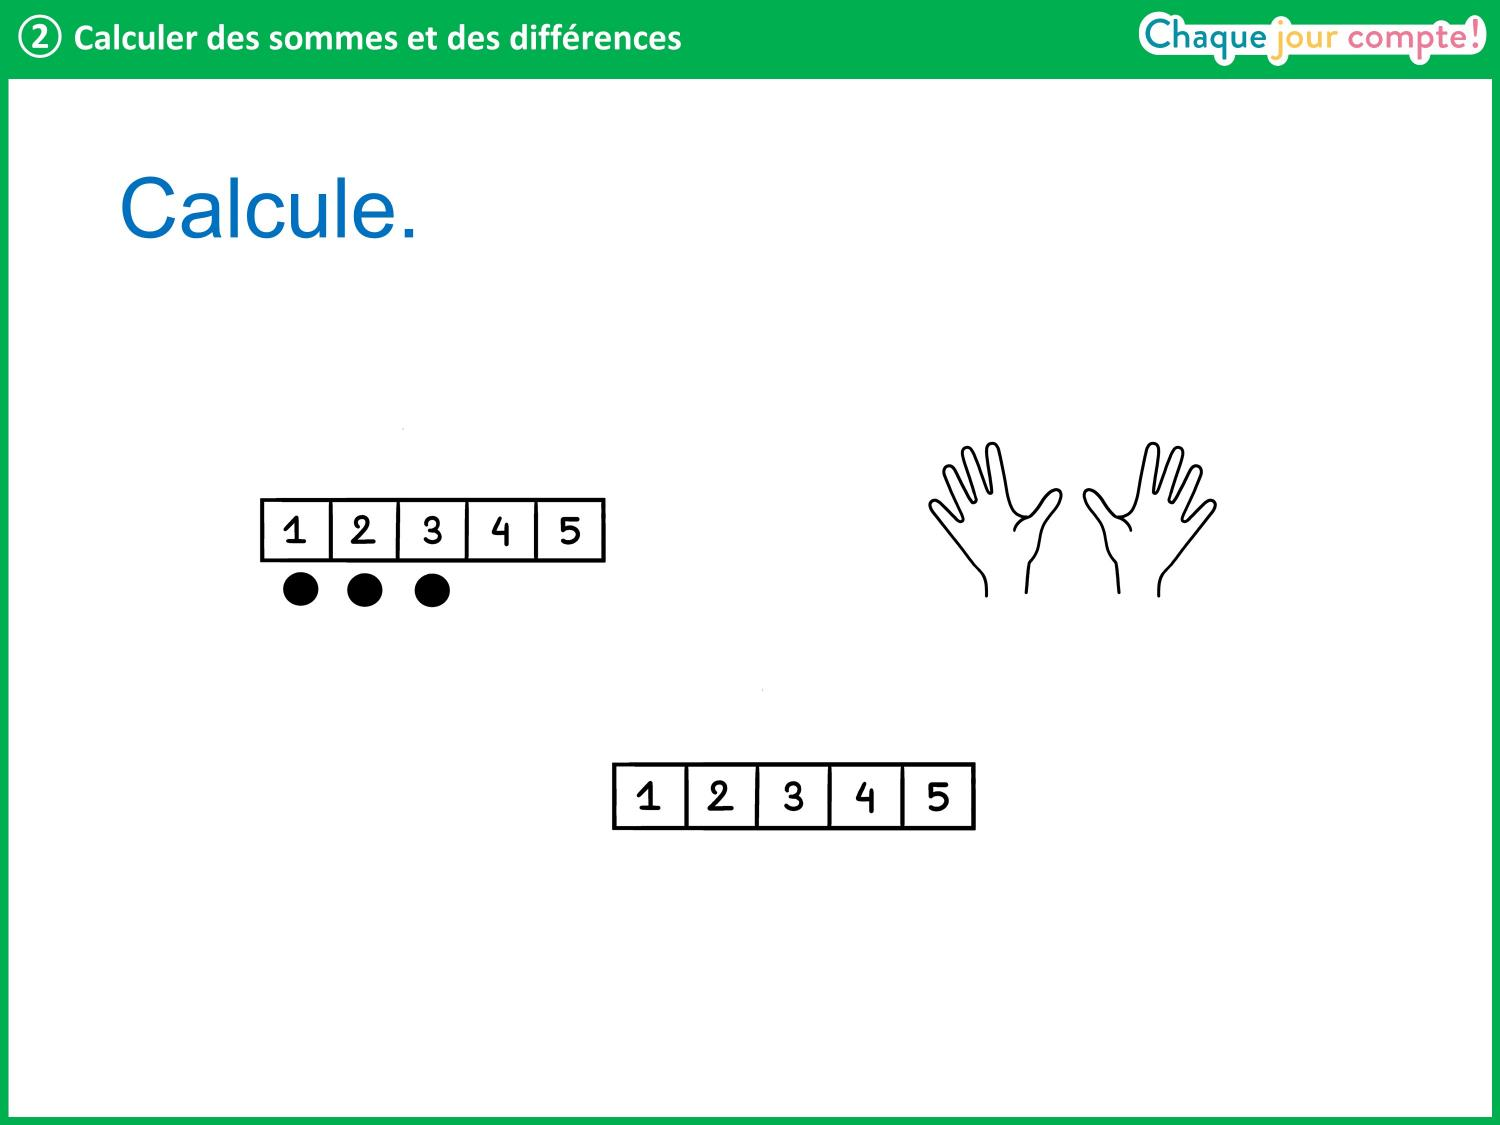 ② Calculer des sommes et des différences
Chaque jour compte!
Calcule.
1 2 3 4 5
1 2 3 4 5